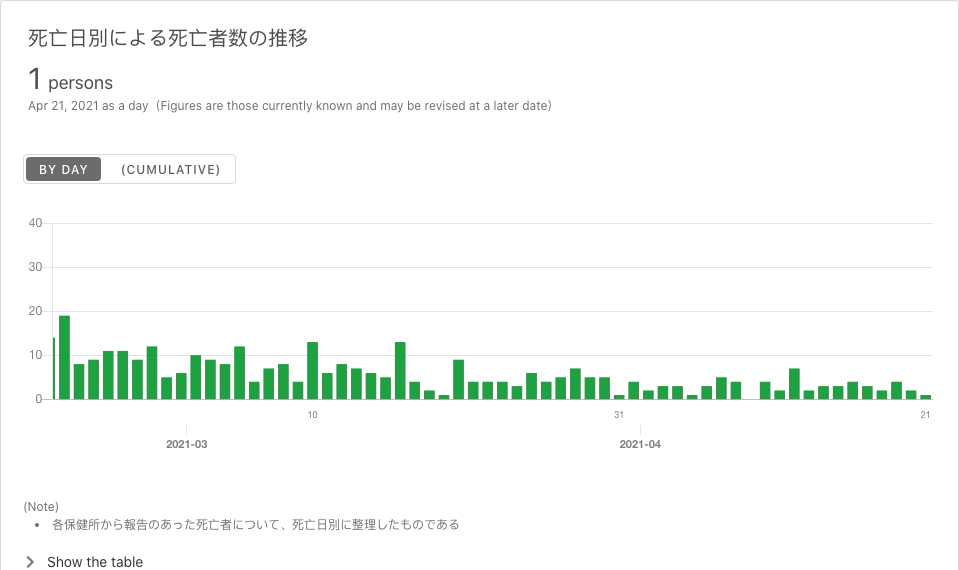 死亡日別による死亡者数の推移
1 persons
Apr 21, 2021 as a day (Figures are those currently known and may be revised at a later date)
BY DAY (CUMULATIVE)
40
30
20
10
0
10 31 21
2021-03 2021-04
(Note)
• 各保健所から報告のあった死亡者について、死亡日別に整理したものである
Show the table